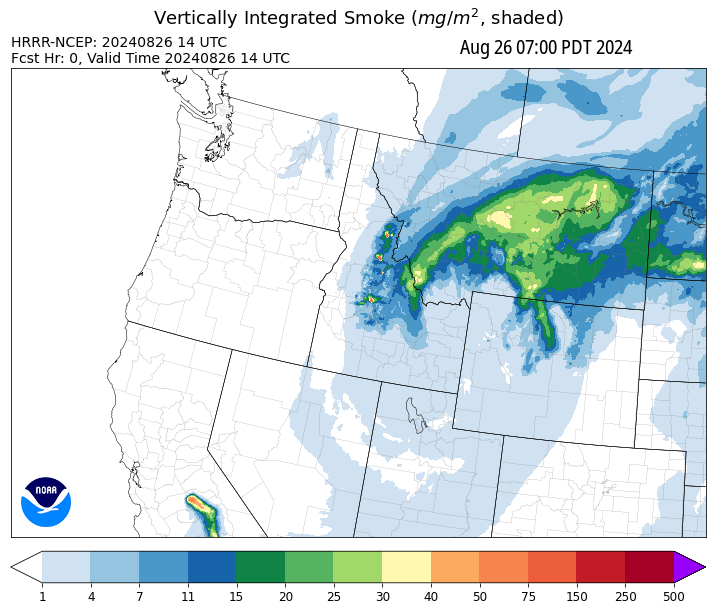 Vertically Integrated Smoke (mg/m², shaded)
HRRR-NCEP: 20240826 14 UTC
Fcst Hr: 0, Valid Time 20240826 14 UTC
Aug 26 07:00 PDT 2024
NOAA
1 4 7 11 15 20 25 30 40 50 75 150 250 500